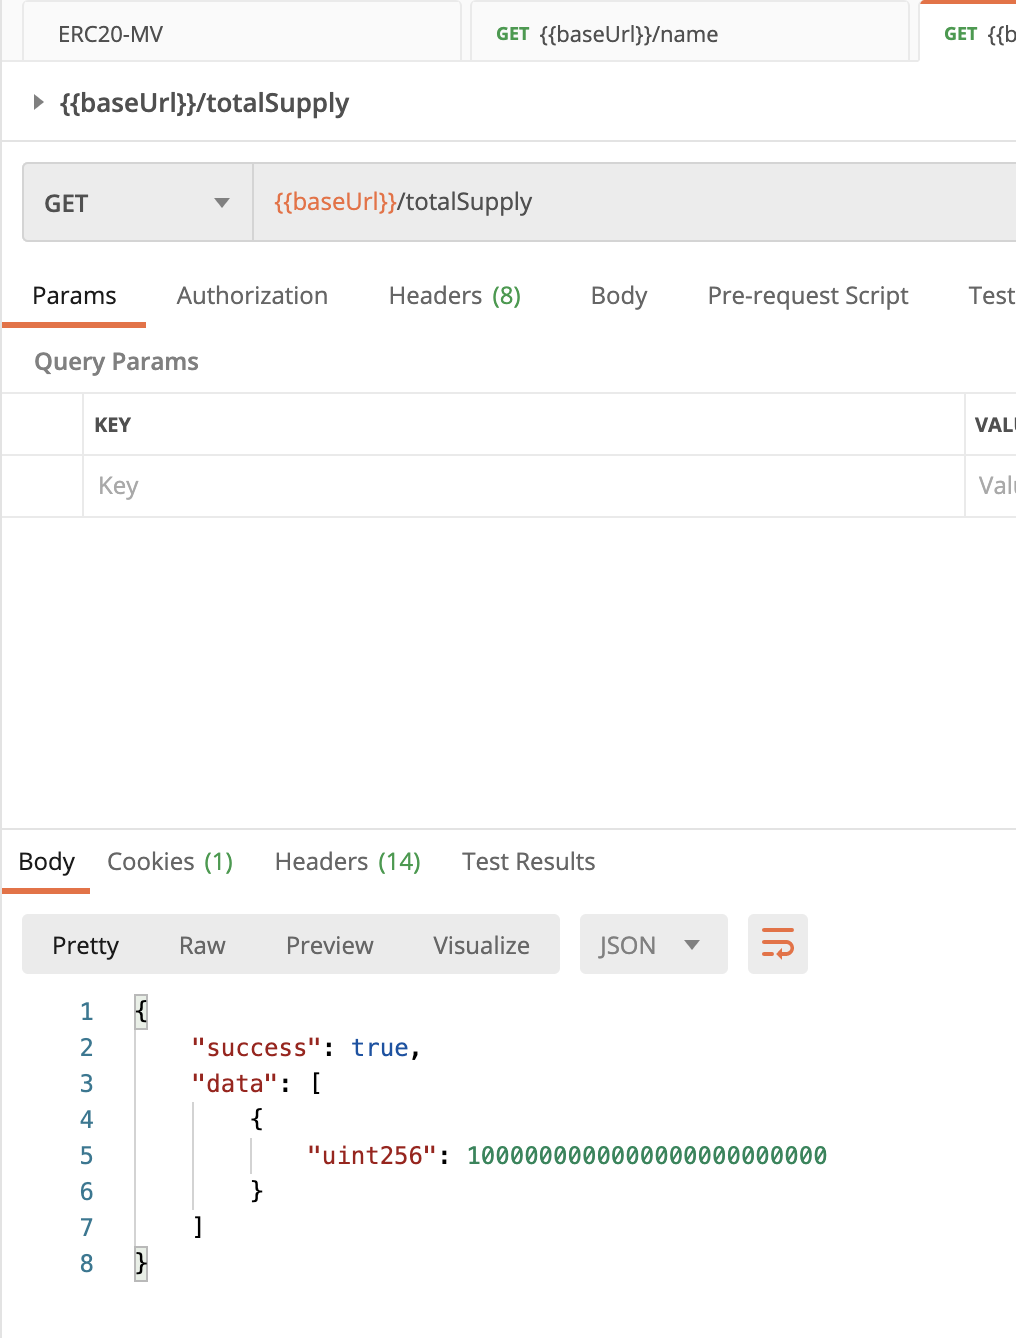 ERC20-MV
GET {{baseUrl}}/name
GET {{b
{{baseUrl}}/totalSupply
GET {{baseUrl}}/totalSupply
Params Authorization Headers (8) Body Pre-request Script Test
Query Params
KEY VALU
Key Valu
Body Cookies (1) Headers (14) Test Results
Pretty Raw Preview Visualize JSON
1 {
2 "success": true,
3 "data": [
4 {
5 "uint256": 1000000000000000000000000
6 }
7 ]
8 }